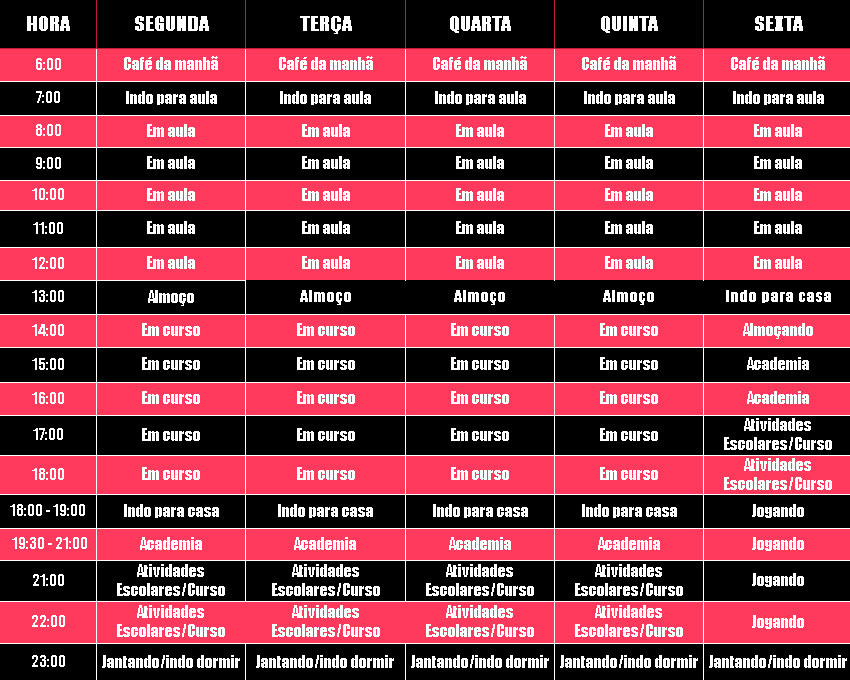 HORA SEGUNDA TERÇA QUARTA QUINTA SEXTA
6:00 Café da manhã Café da manhã Café da manhã Café da manhã Café da manhã
7:00 Indo para aula Indo para aula Indo para aula Indo para aula Indo para aula
8:00 Em aula Em aula Em aula Em aula Em aula
9:00 Em aula Em aula Em aula Em aula Em aula
10:00 Em aula Em aula Em aula Em aula Em aula
11:00 Em aula Em aula Em aula Em aula Em aula
12:00 Em aula Em aula Em aula Em aula Em aula
13:00 Almoço Almoço Almoço Almoço Indo para casa
14:00 Em curso Em curso Em curso Em curso Almoçando
15:00 Em curso Em curso Em curso Em curso Academia
16:00 Em curso Em curso Em curso Em curso Academia
17:00 Em curso Em curso Em curso Em curso Atividades
Escolares/Curso
18:00 Em curso Em curso Em curso Em curso Atividades
Escolares/Curso
18:00 - 19:00 Indo para casa Indo para casa Indo para casa Indo para casa Jogando
19:30 - 21:00 Academia Academia Academia Academia Jogando
21:00 Atividades Atividades Atividades Atividades Jogando
Escolares/Curso Escolares/Curso Escolares/Curso Escolares/Curso
22:00 Atividades Atividades Atividades Atividades Jogando
Escolares/Curso Escolares/Curso Escolares/Curso Escolares/Curso
23:00 Jantando/indo dormir Jantando/indo dormir Jantando/indo dormir Jantando/indo dormir Jantando/indo dormir